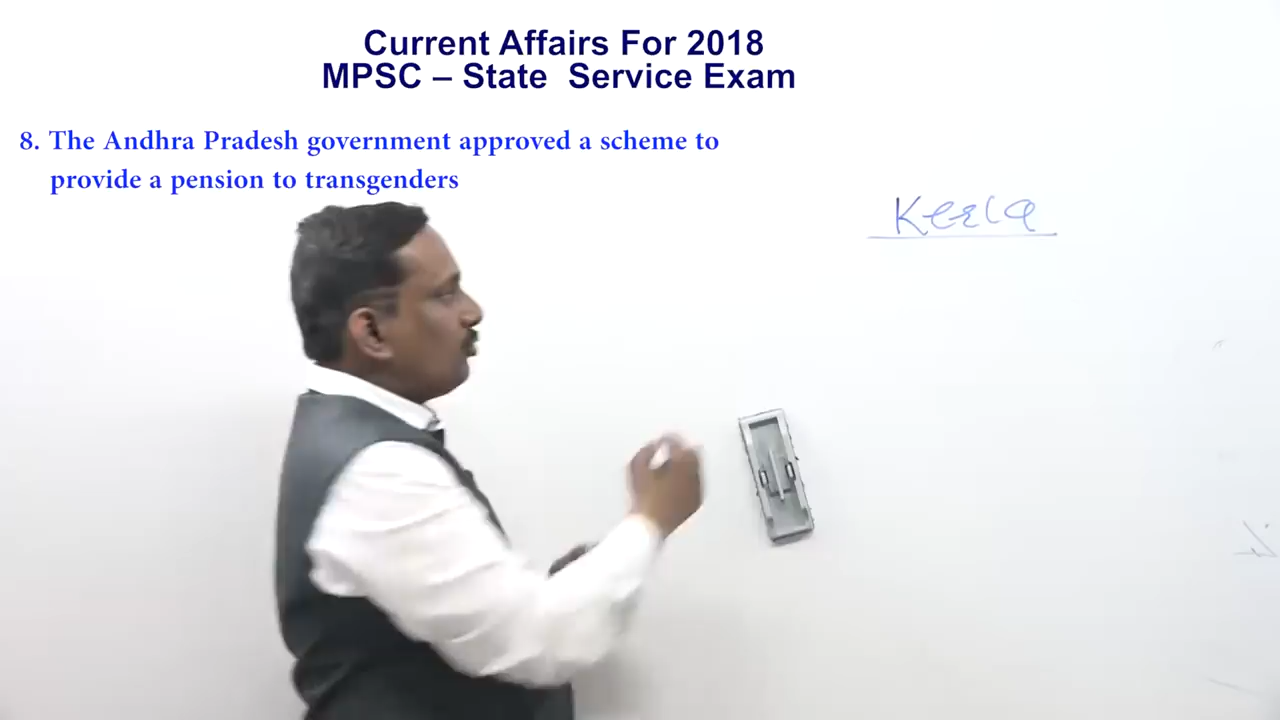 Current Affairs For 2018
MPSC – State Service Exam
8. The Andhra Pradesh government approved a scheme to
provide a pension to transgenders
Kerla